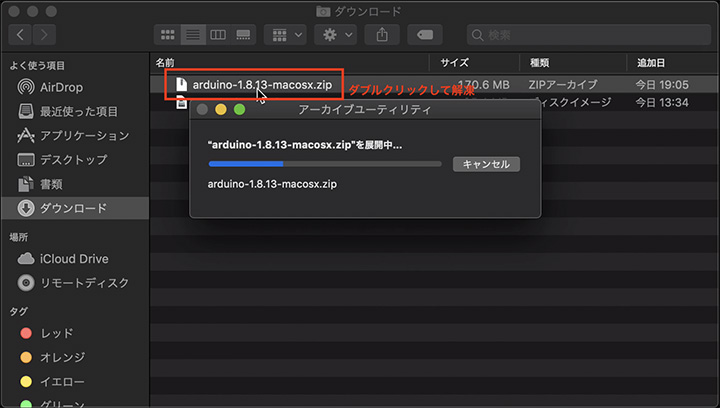 ダウンロード
検索
よく使う項目
AirDrop
最近使った項目
アプリケーション
デスクトップ
書類
ダウンロード
場所
iCloud Drive
リモートディスク
タグ
レッド
オレンジ
イエロー
グリーン
名前 サイズ 種類 追加日
arduino-1.8.13-macosx.zip 170.6 MB ZIPアーカイブ 今日 19:05
ダブルクリックして解凍
ディスクイメージ 今日 13:34
アーカイブユーティリティ
"arduino-1.8.13-macosx.zip"を展開中...
キャンセル
arduino-1.8.13-macosx.zip